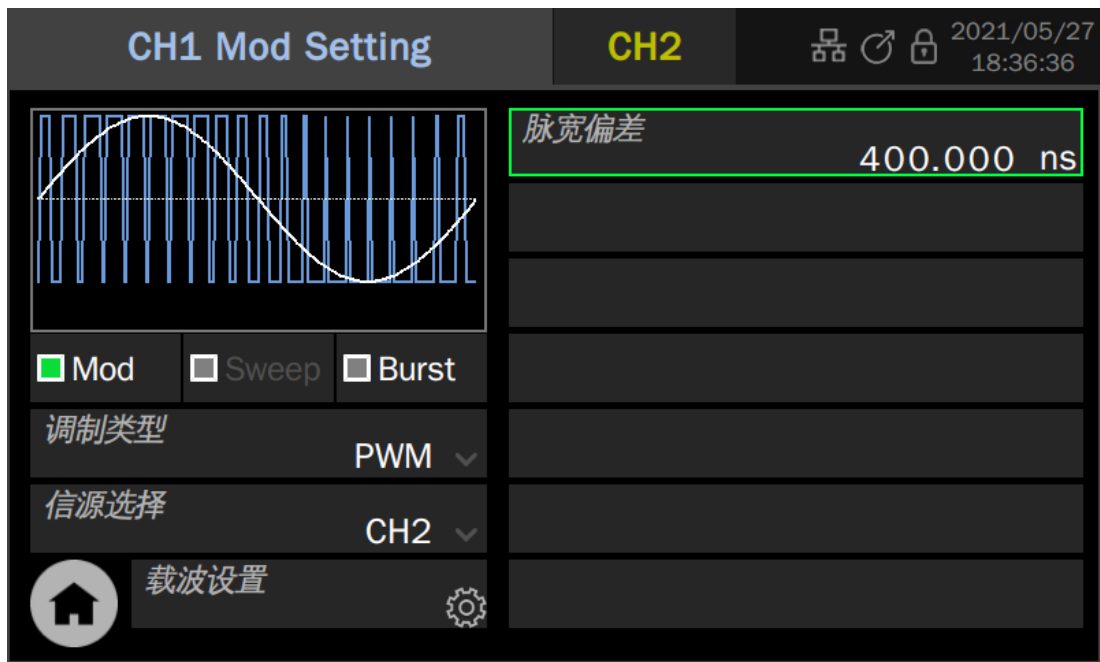 CH1 Mod Setting
CH2
2021/05/27
18:36:36
脉宽偏差
400.000 ns
Mod
Sweep
Burst
调制类型
PWM
信源选择
CH2
载波设置